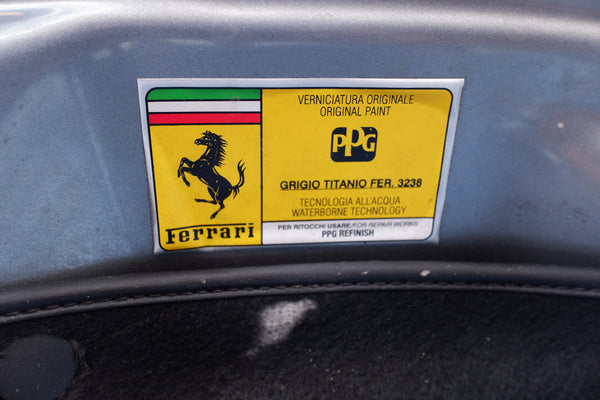 VERNICIATURA ORIGINALE
ORIGINAL PAINT
PPG
GRIGIO TITANIO FER. 3238
TECNOLOGIA ALL'ACQUA
WATERBORNE TECHNOLOGY
Ferrari
PER RITOCCHI USARE/FOR REPAIR WORKS
PPG REFINISH